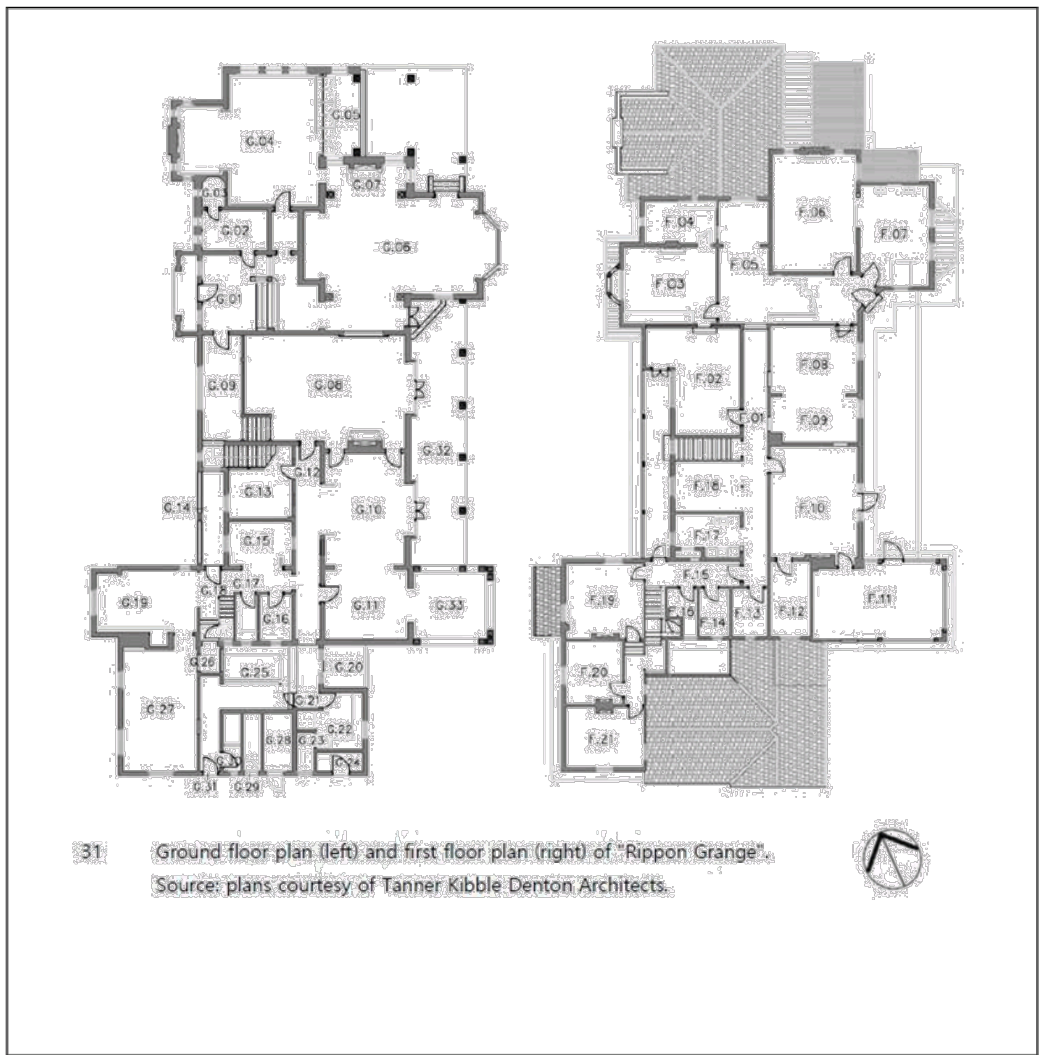 G.05
G.04
G.07
G.03
G.02
G.06
G.01
G.09
G.08
G.32
G.12
G.13
G.14
G.10
G.15
G.17
G.18
G.19
G.16
G.11
G.33
G.26
G.25
G.20
G.21
G.27
G.22
G.28
G.23
G.24
G.31
G.29
F.04
F.06
F.07
F.05
F.03
F.08
F.02
F.01
F.09
F.18
F.10
F.17
F.15
F.19
F.16
F.14
F.13
F.12
F.11
F.20
F.21
31 Ground floor plan (left) and first floor plan (right) of "Rippon Grange".
Source: plans courtesy of Tanner Kibble Denton Architects.